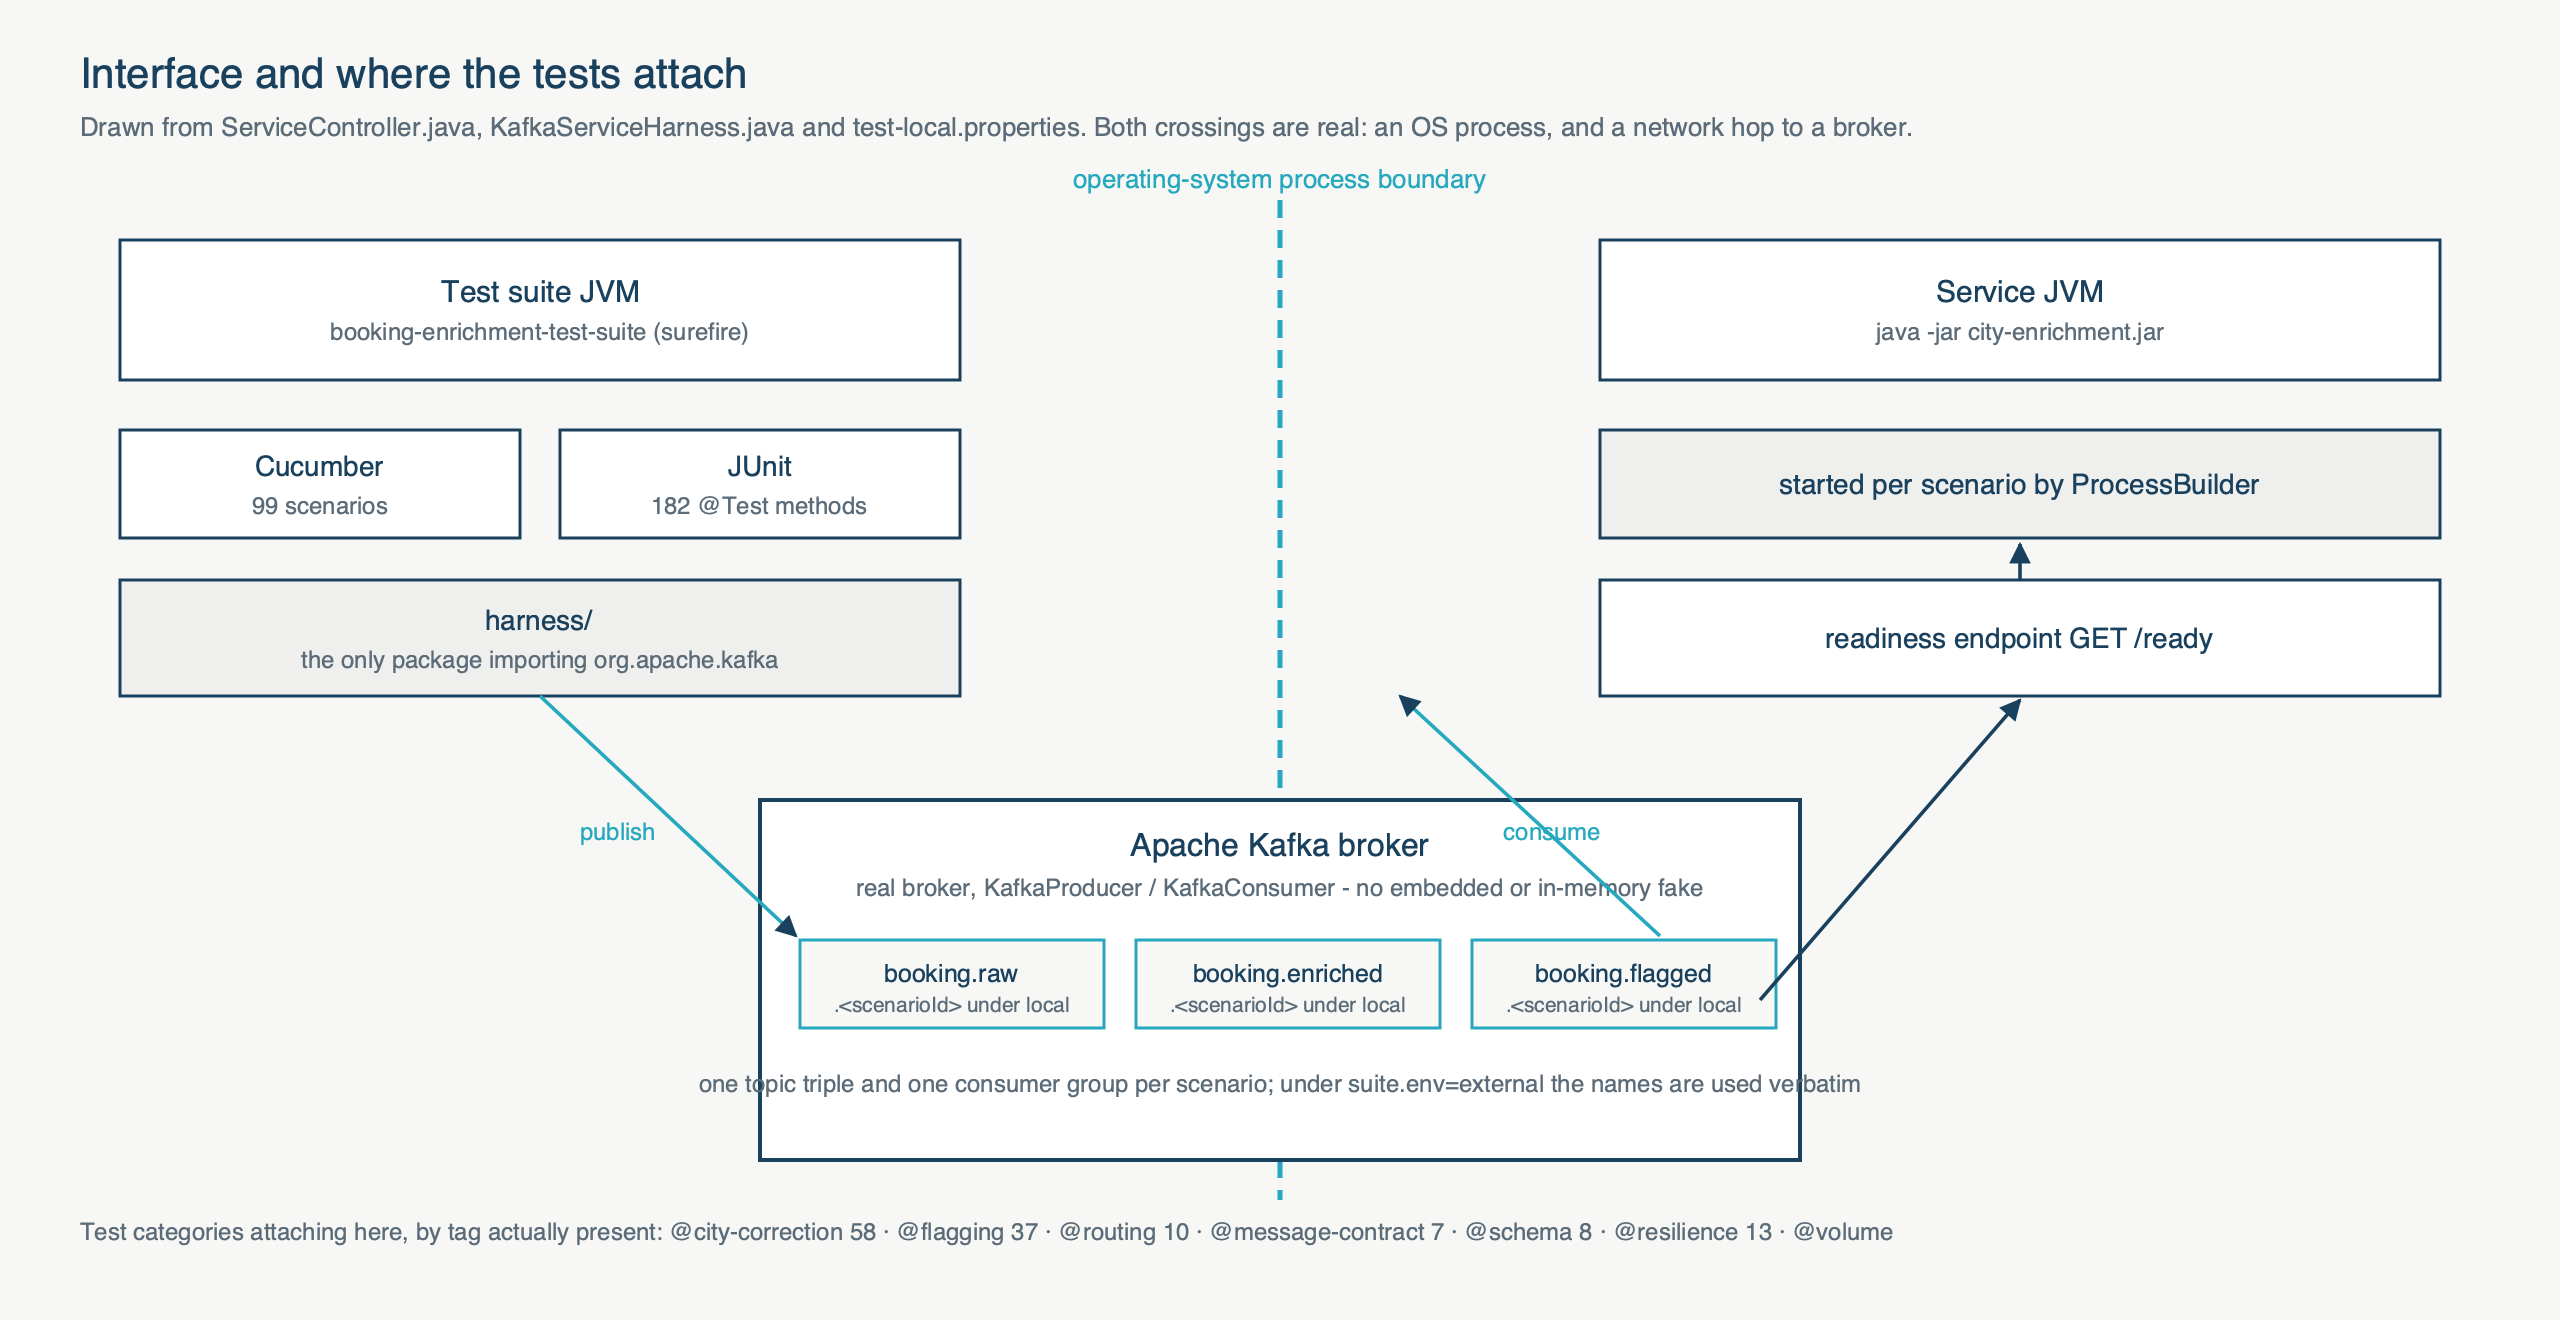 Interface and where the tests attach
Drawn from ServiceController.java, KafkaServiceHarness.java and test-local.properties. Both crossings are real: an OS process, and a network hop to a broker.
operating-system process boundary
Test suite JVM
booking-enrichment-test-suite (surefire)
Service JVM
java -jar city-enrichment.jar
Cucumber
99 scenarios
JUnit
182 @Test methods
started per scenario by ProcessBuilder
harness/
the only package importing org.apache.kafka
readiness endpoint GET /ready
publish
consume
Apache Kafka broker
real broker, KafkaProducer / KafkaConsumer - no embedded or in-memory fake
booking.raw
.<scenarioId> under local
booking.enriched
.<scenarioId> under local
booking.flagged
.<scenarioId> under local
one topic triple and one consumer group per scenario; under suite.env=external the names are used verbatim
Test categories attaching here, by tag actually present: @city-correction 58 · @flagging 37 · @routing 10 · @message-contract 7 · @schema 8 · @resilience 13 · @volume